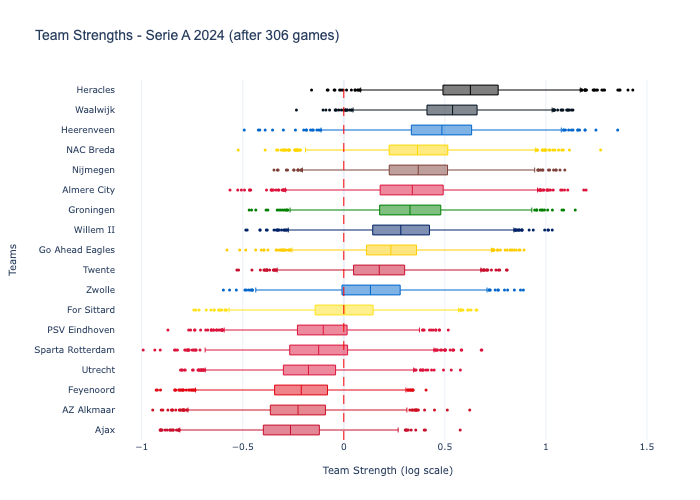 Team Strengths - Serie A 2024 (after 306 games)
Heracles
Waalwijk
Heerenveen
NAC Breda
Nijmegen
Almere City
Groningen
Willem II
Go Ahead Eagles
Twente
Zwolle
For Sittard
PSV Eindhoven
Sparta Rotterdam
Utrecht
Feyenoord
AZ Alkmaar
Ajax
Teams
−1
−0.5
0
0.5
1
1.5
Team Strength (log scale)